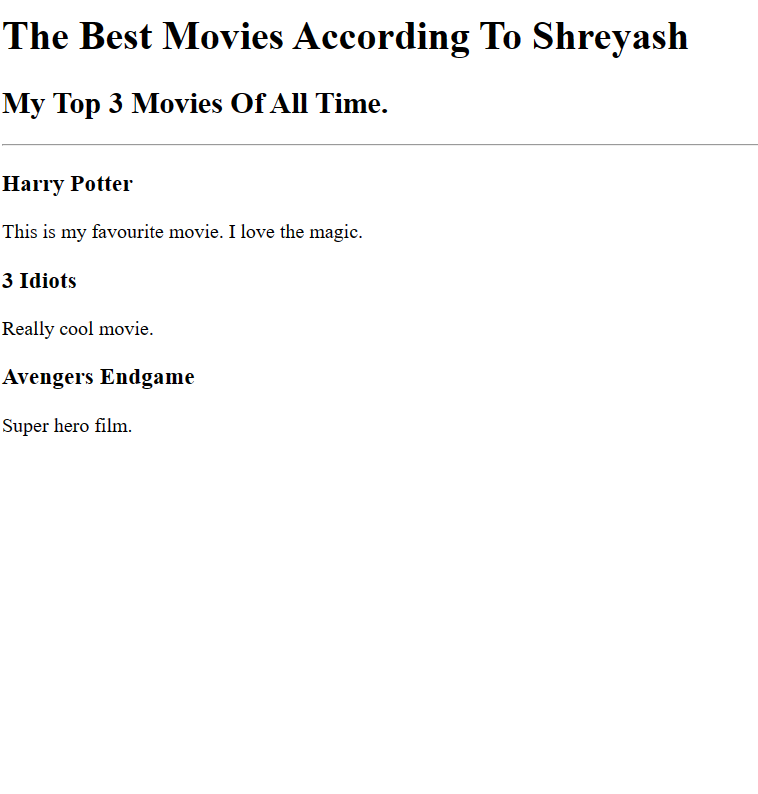 The Best Movies According To Shreyash
My Top 3 Movies Of All Time.
Harry Potter
This is my favourite movie. I love the magic.
3 Idiots
Really cool movie.
Avengers Endgame
Super hero film.